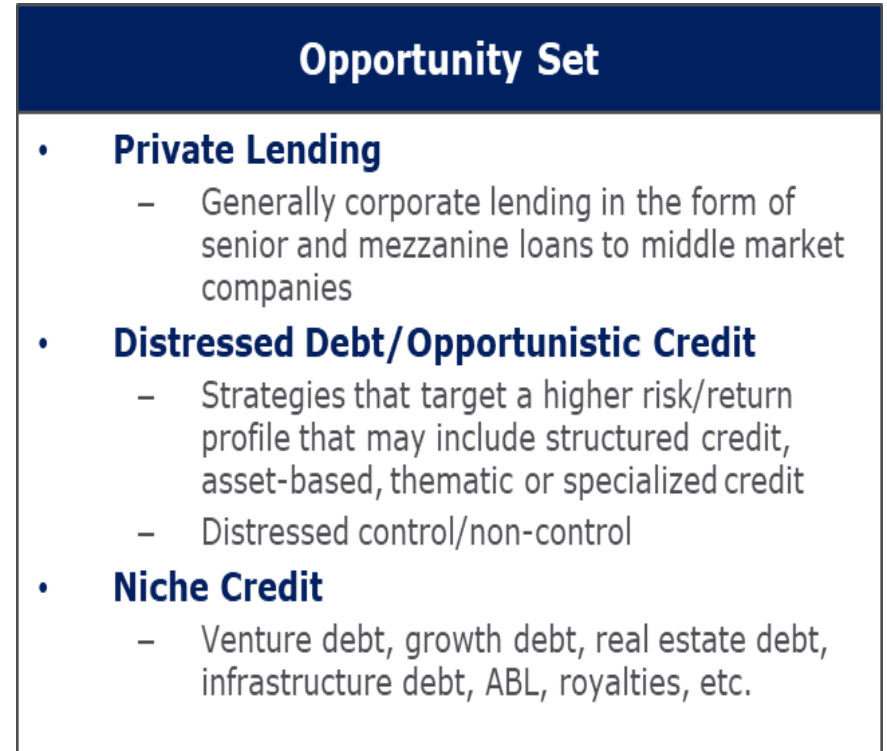 Opportunity Set
• Private Lending
– Generally corporate lending in the form of
senior and mezzanine loans to middle market
companies
• Distressed Debt/Opportunistic Credit
– Strategies that target a higher risk/return
profile that may include structured credit,
asset-based, thematic or specialized credit
– Distressed control/non-control
• Niche Credit
– Venture debt, growth debt, real estate debt,
infrastructure debt, ABL, royalties, etc.